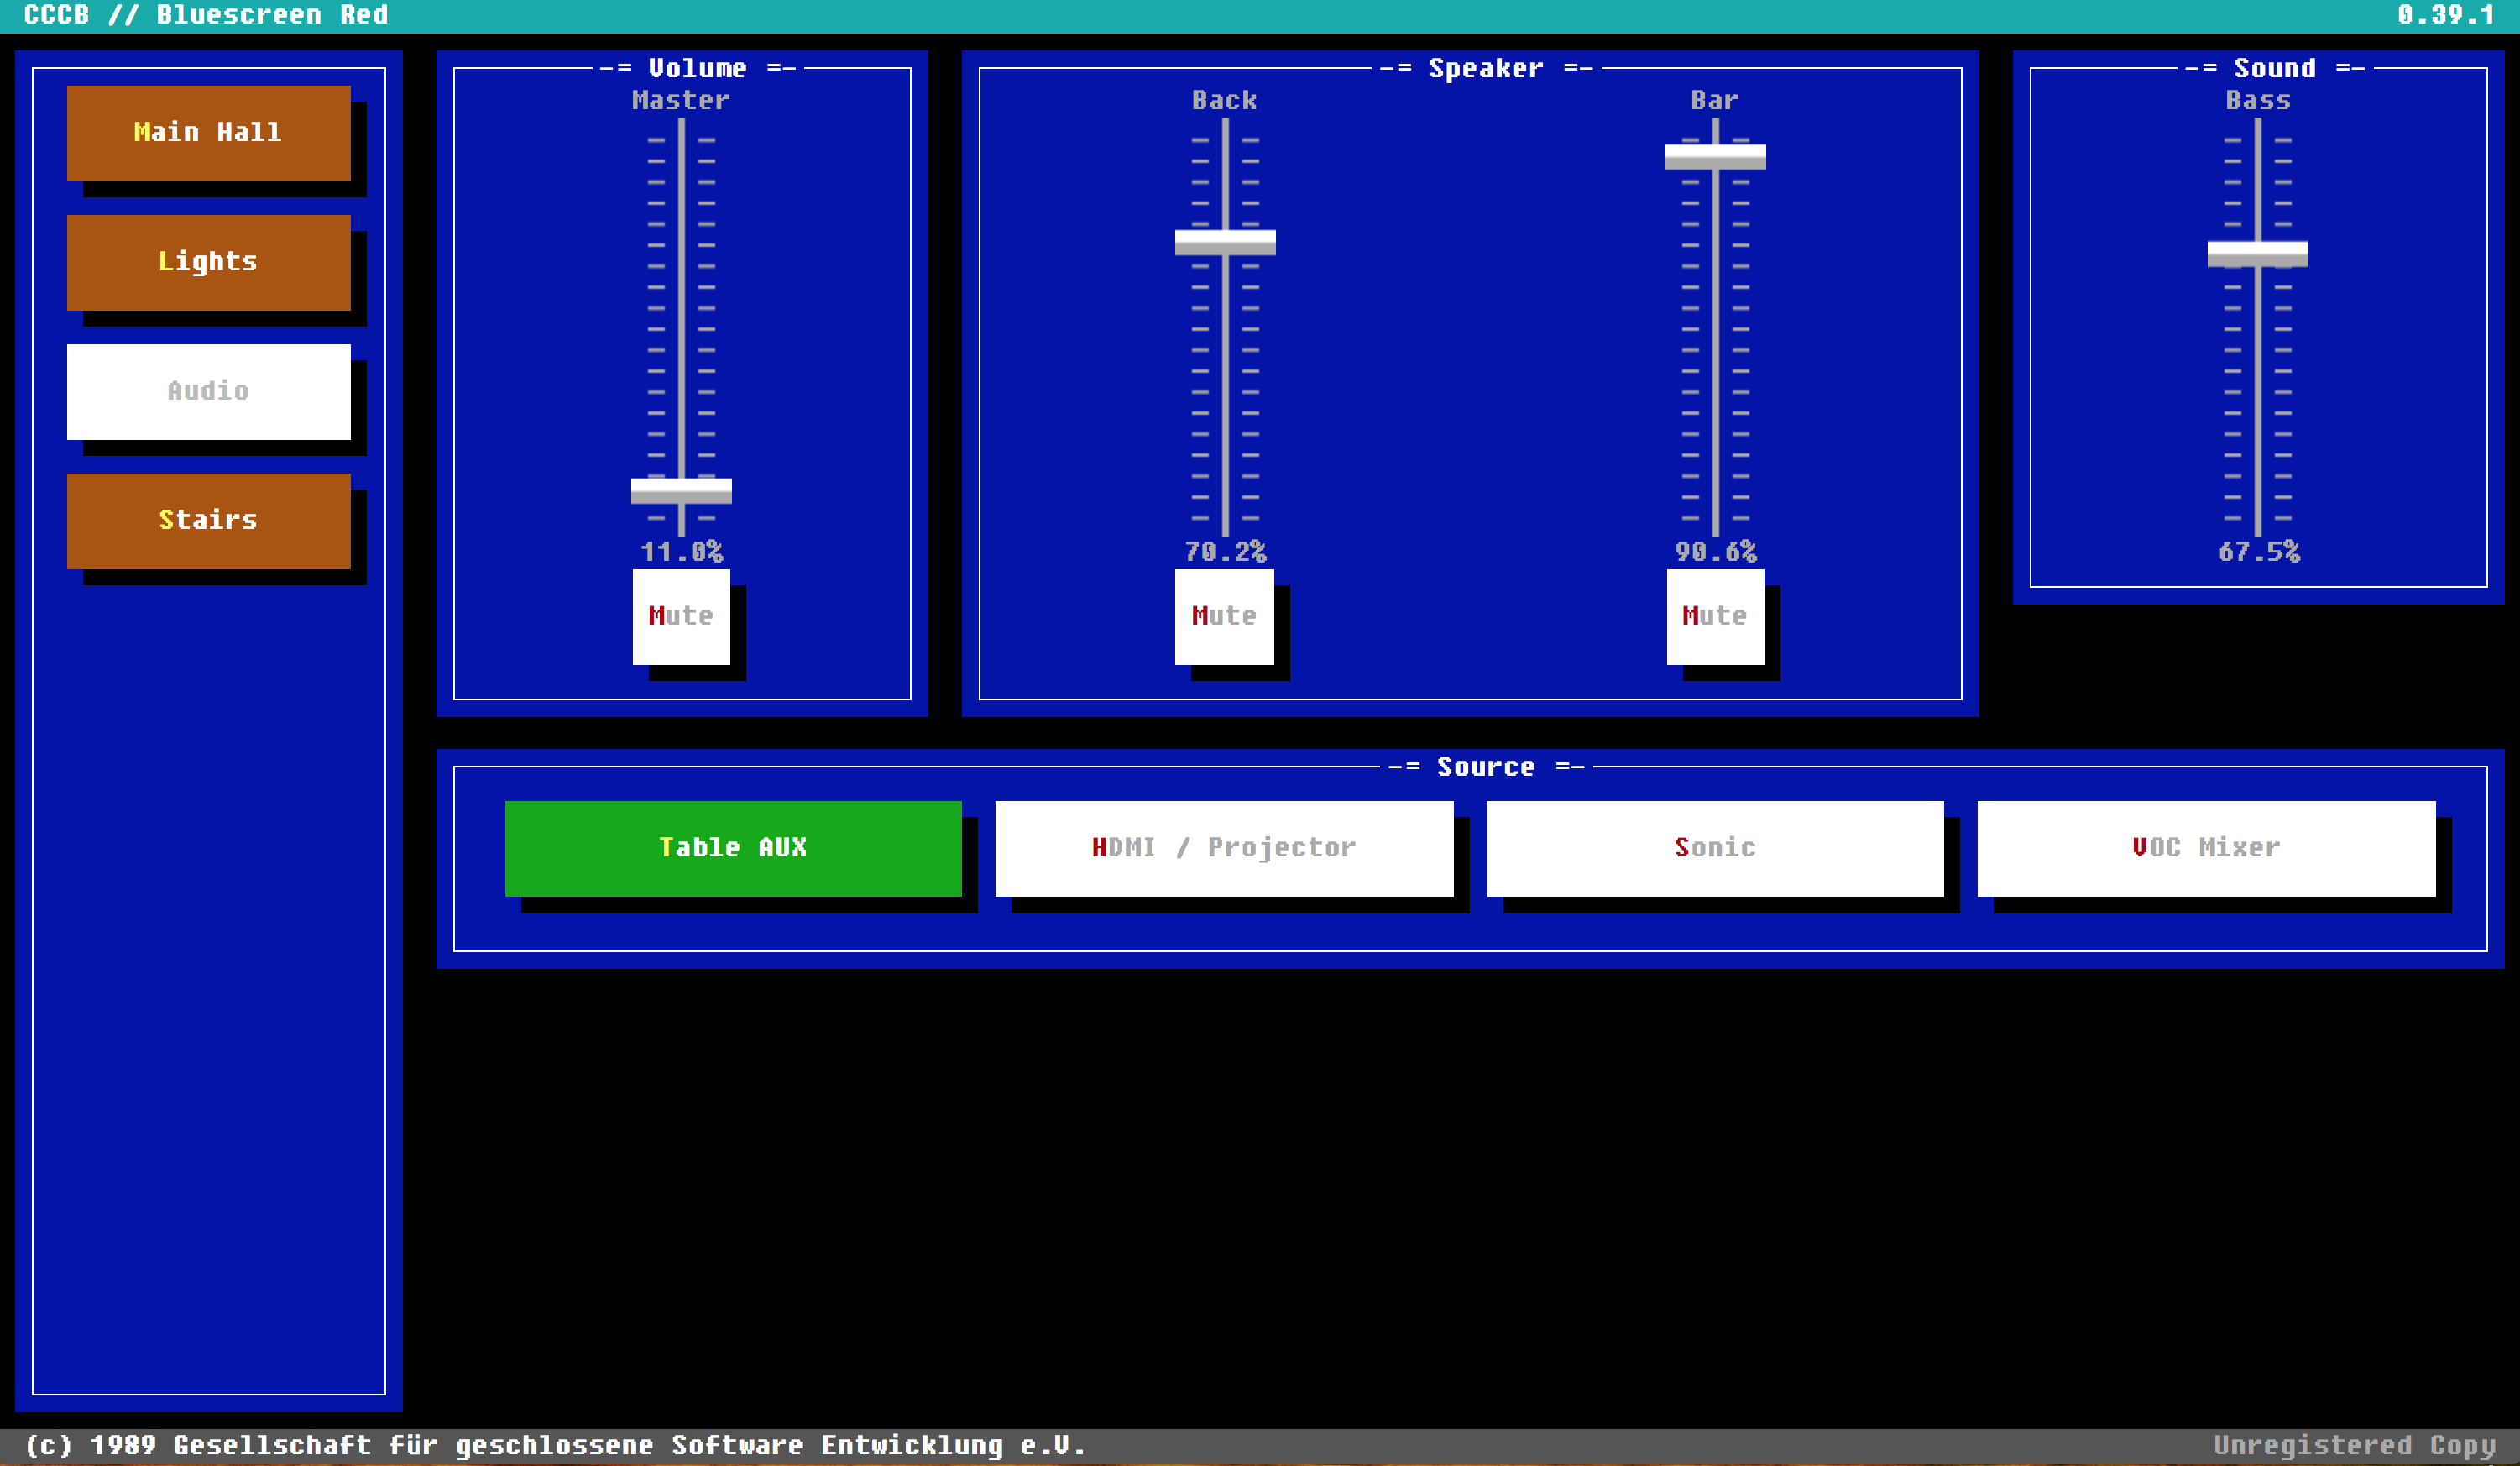 CCCB // Bluescreen Red
0.39.1
Main Hall
Lights
Audio
Stairs
-= Volume =-
Master
11.0%
Mute
-= Speaker =-
Back
70.2%
Mute
Bar
90.6%
Mute
-= Sound =-
Bass
67.5%
-= Source =-
Table AUX
HDMI / Projector
Sonic
VOC Mixer
(c) 1989 Gesellschaft für geschlossene Software Entwicklung e.V.
Unregistered Copy